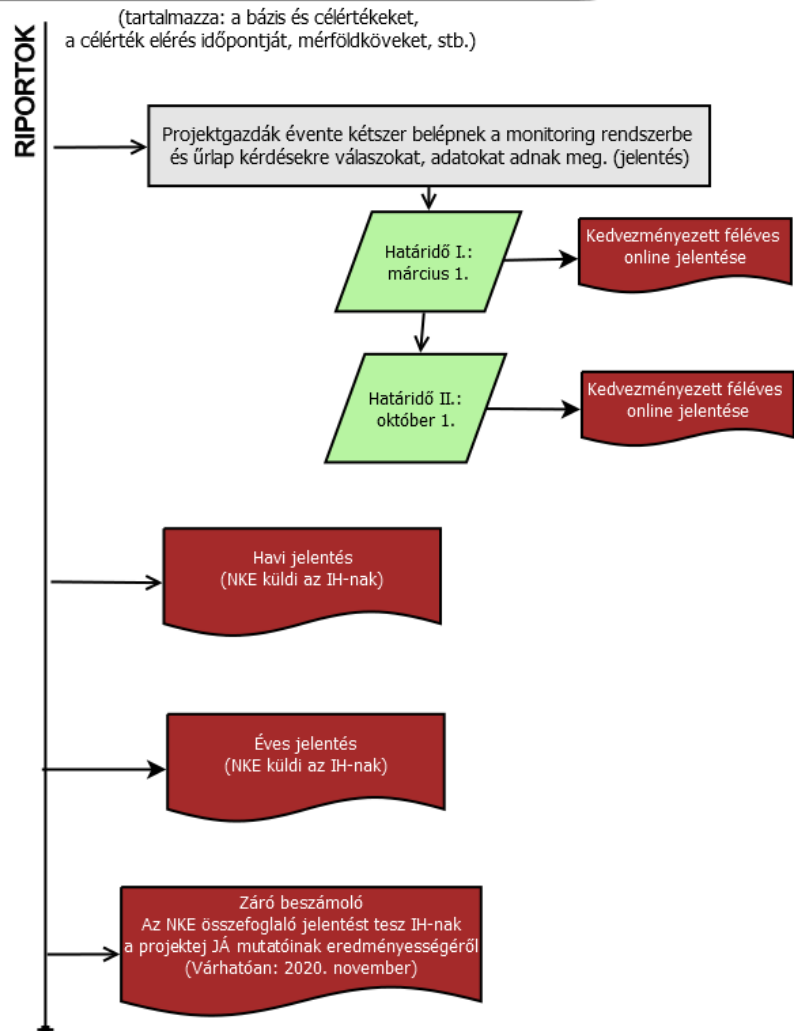 (tartalmazza: a bázis és célértékeket,
a célérték elérés időpontját, mérföldköveket, stb.)
RIPORTOK
Projektgazdák évente kétszer belépnek a monitoring rendszerbe
és űrlap kérdésekre válaszokat, adatokat adnak meg. (jelentés)
Határidő I.:
március 1.
Kedvezményezett féléves
online jelentése
Határidő II.:
október 1.
Kedvezményezett féléves
online jelentése
Havi jelentés
(NKE küldi az IH-nak)
Éves jelentés
(NKE küldi az IH-nak)
Záró beszámoló
Az NKE összefoglaló jelentést tesz IH-nak
a projektej JÁ mutatóinak eredményességéről
(Várhatóan: 2020. november)